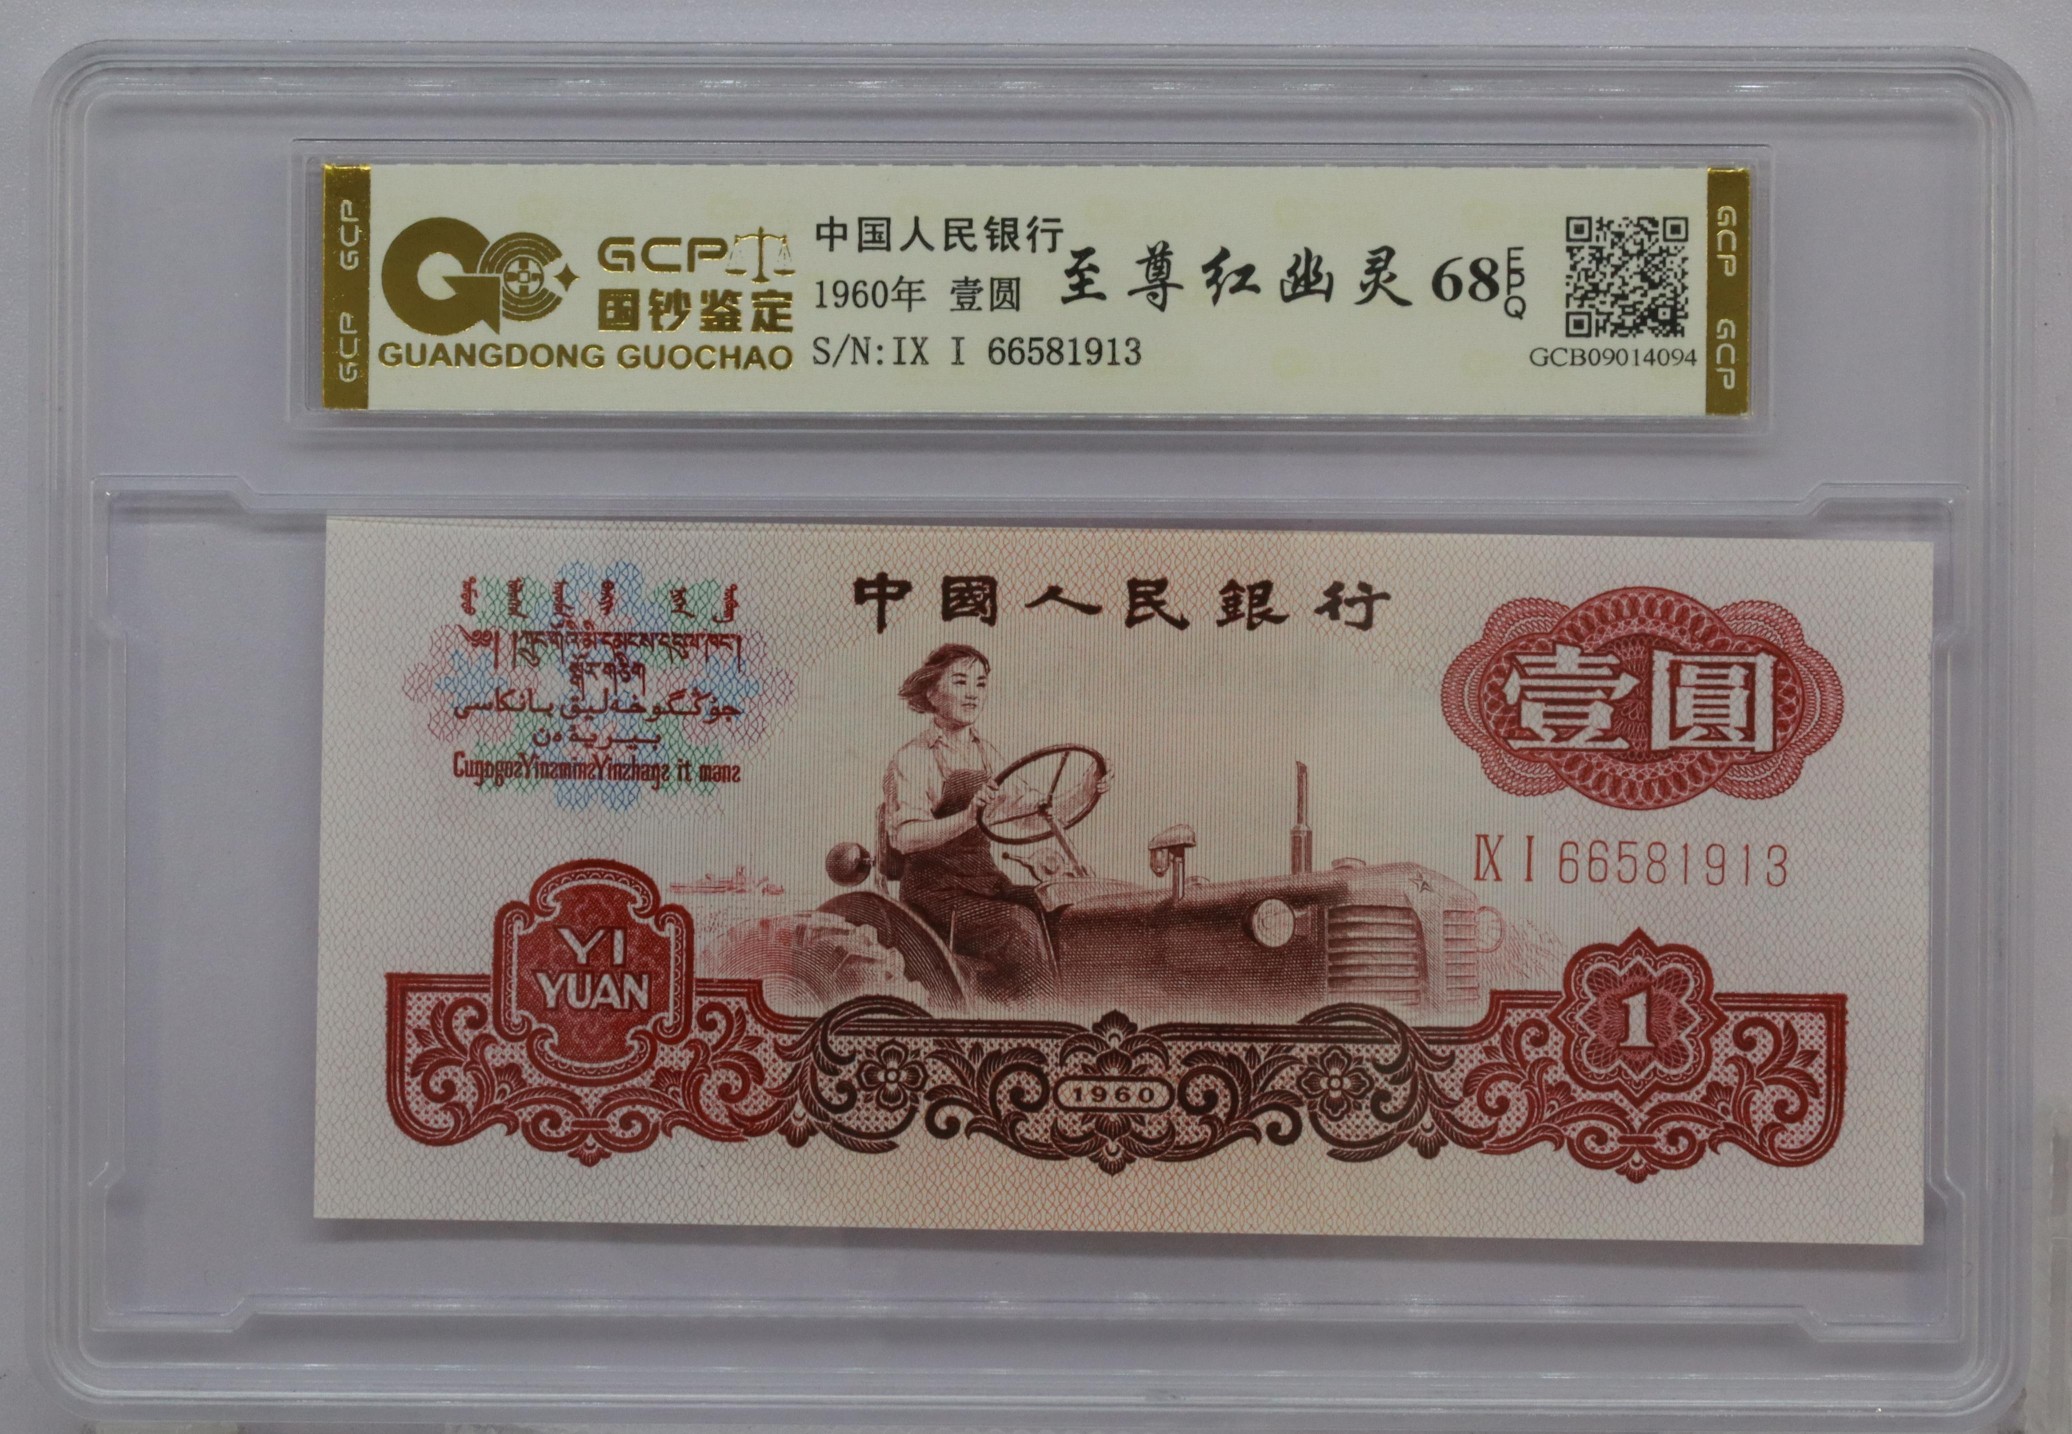 GCP
GCP
GCP
国钞鉴定
GUANGDONG GUOCHAO
中国人民银行
1960年 壹圆
S/N:IX I 66581913
至尊红幽灵 68 EPQ
GCB09014094
GCP
GCP
中國人民銀行
壹圓
IX I 66581913
YI
YUAN
1960
1